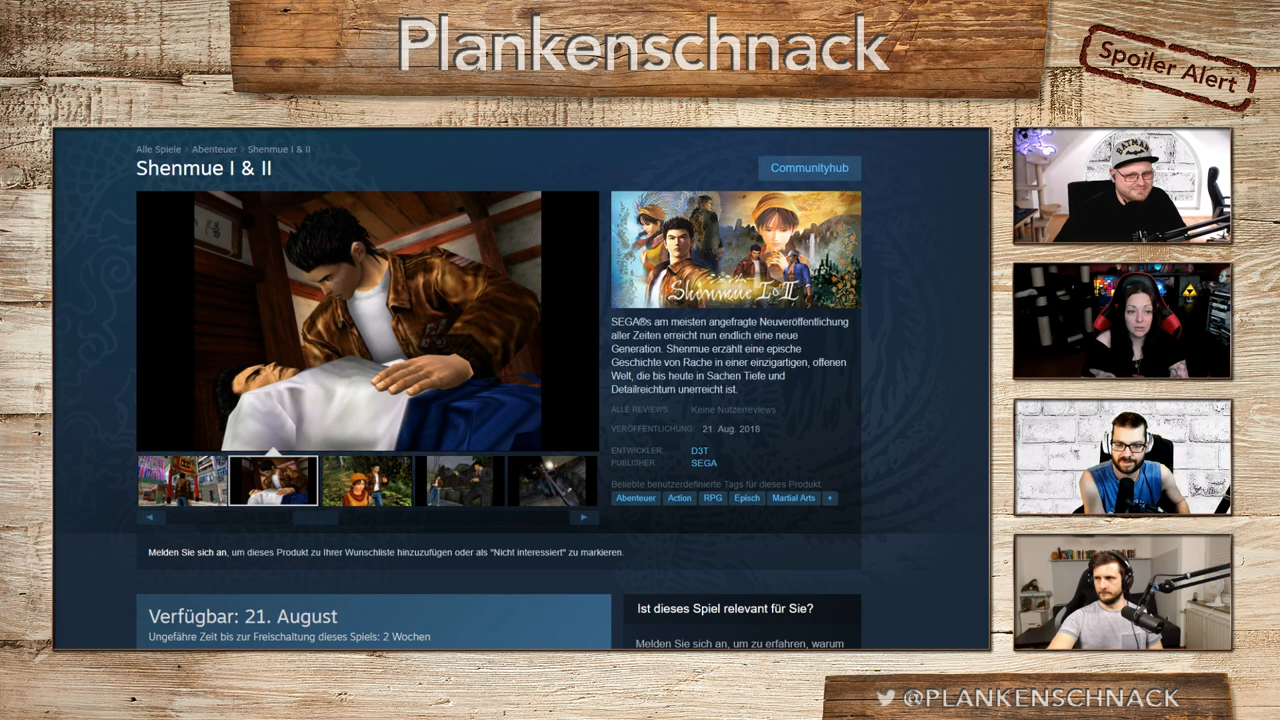 Plankenschnack
Spoiler Alert
Alle Spiele > Abenteuer > Shenmue I & II
Shenmue I & II
Communityhub
Shenmue I & II
SEGA®s am meisten angefragte Neuveröffentlichung
aller Zeiten erreicht nun endlich eine neue
Generation. Shenmue erzählt eine epische
Geschichte von Rache in einer einzigartigen, offenen
Welt, die bis heute in Sachen Tiefe und
Detailreichtum unerreicht ist.
ALLE REVIEWS: Keine Nutzerreviews
VERÖFFENTLICHUNG: 21. Aug. 2018
ENTWICKLER: D3T
PUBLISHER: SEGA
Beliebte benutzerdefinierte Tags für dieses Produkt:
Abenteuer Action RPG Episch Martial Arts +
Melden Sie sich an, um dieses Produkt zu Ihrer Wunschliste hinzuzufügen oder als "Nicht interessiert" zu markieren.
Verfügbar: 21. August
Ungefähre Zeit bis zur Freischaltung dieses Spiels: 2 Wochen
Ist dieses Spiel relevant für Sie?
Melden Sie sich an, um zu erfahren, warum
BATMAN
@PLANKENSCHNACK